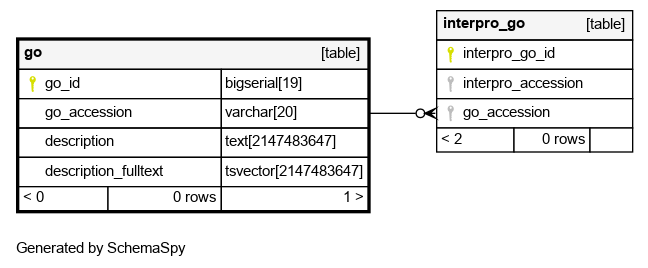 go [table]
go_id bigserial[19]
go_accession varchar[20]
description text[2147483647]
description_fulltext tsvector[2147483647]
< 0 0 rows 1 >
interpro_go [table]
interpro_go_id
interpro_accession
go_accession
< 2 0 rows
Generated by SchemaSpy